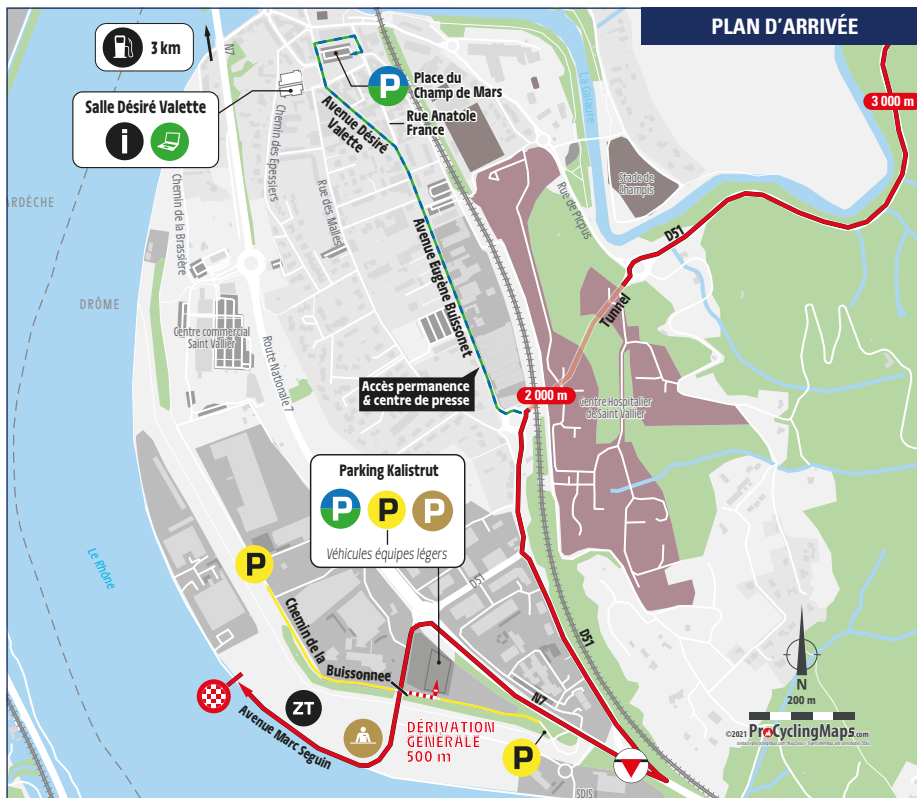 PLAN D'ARRIVÉE
3 km
N7
Salle Désiré Valette
i
P
Place du
Champ de Mars
Rue Anatole
France
Avenue Désiré
Valette
Chemin des Epessiers
Rue des Malles
Chemin de la Brassière
La Galaure
3 000 m
Stade de
Champis
Rue de Picpus
D51
Tunnel
ARDÈCHE
DRÔME
Avenue Eugène Buissonet
Centre commercial
Saint Vallier
Route Nationale 7
Accès permanence
& centre de presse
2 000 m
Centre Hospitalier
de Saint Vallier
Parking Kalistrut
P P P
Véhicules équipes légers
Le Rhône
P
D51
D51
Chemin de la
Buissonnee
N7
ZT
Avenue Marc Seguin
DÉRIVATION
GÉNÉRALE
500 m
P
SDIS
N
200 m
©2021 ProCyclingMaps.com